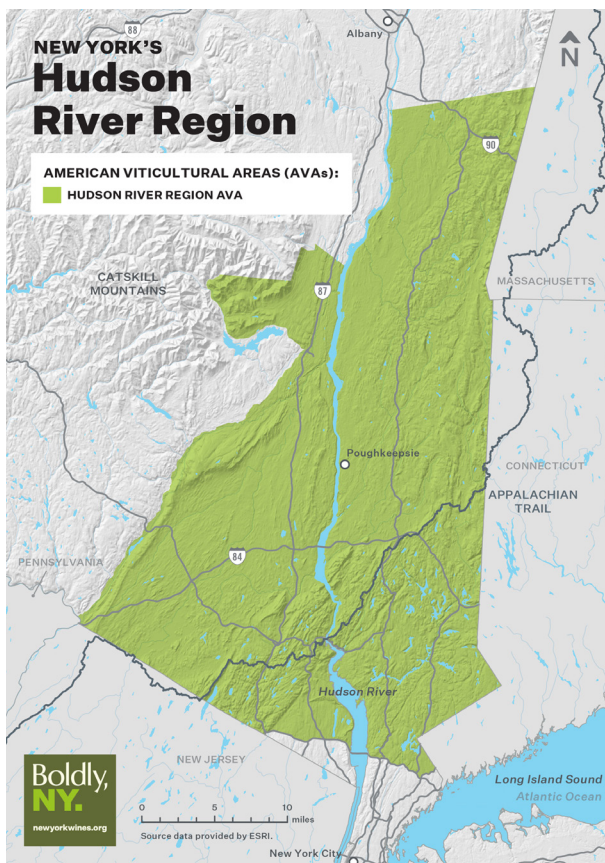 NEW YORK'S
Hudson
River Region
AMERICAN VITICULTURAL AREAS (AVAs):
HUDSON RIVER REGION AVA
88
Albany
N
90
CATSKILL
MOUNTAINS
87
MASSACHUSETTS
Poughkeepsie
CONNECTICUT
APPALACHIAN
TRAIL
84
PENNSYLVANIA
Hudson River
NEW JERSEY
Boldly,
NY.
newyorkwines.org
0 5 10
miles
Source data provided by ESRI.
Long Island Sound
Atlantic Ocean
New York City